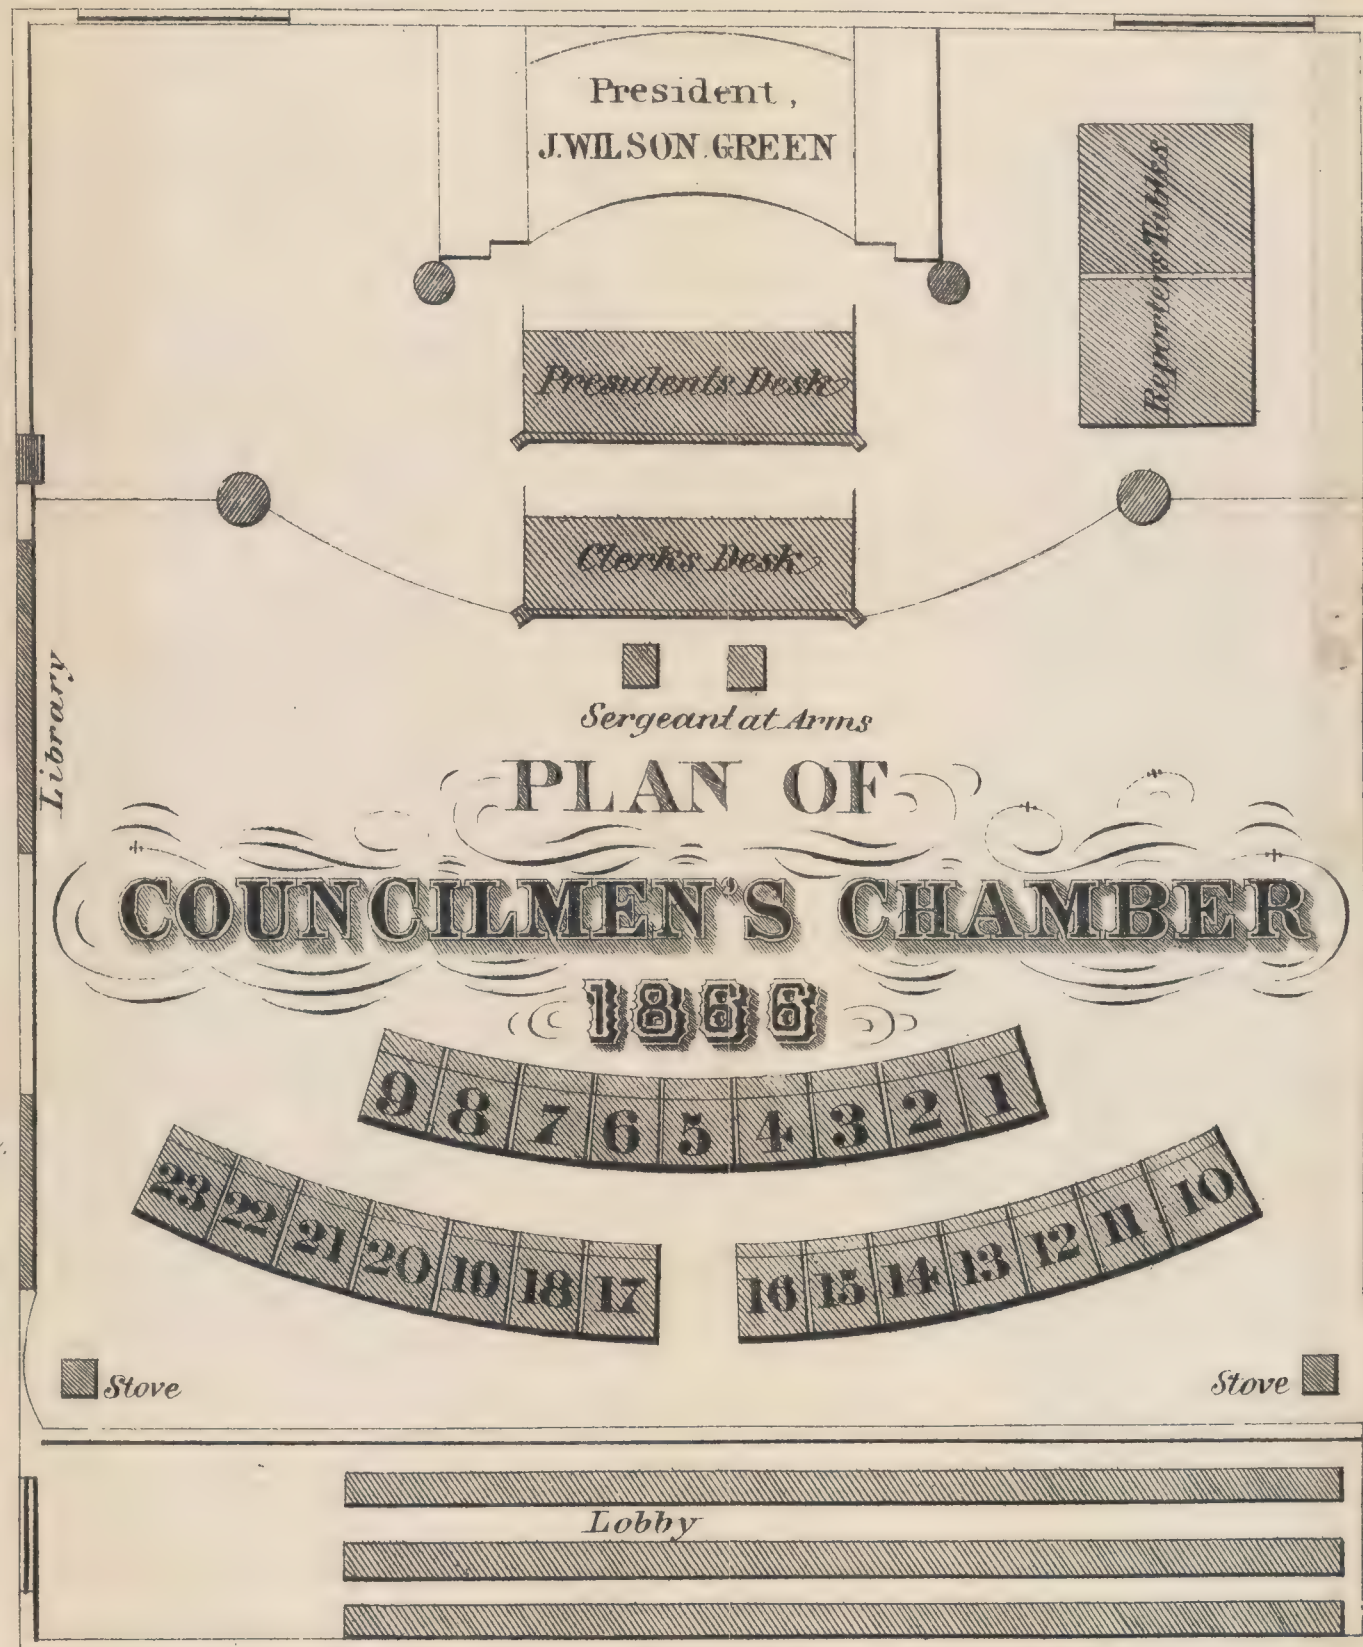 President,
J. WILSON GREEN
Reporters Tables
Presidents Desk
Clerks Desk
Sergeant at Arms
Library
PLAN OF
COUNCILMEN'S CHAMBER
1866
9 8 7 6 5 4 3 2 1
23 22 21 20 19 18 17 16 15 14 13 12 11 10
Stove
Stove
Lobby